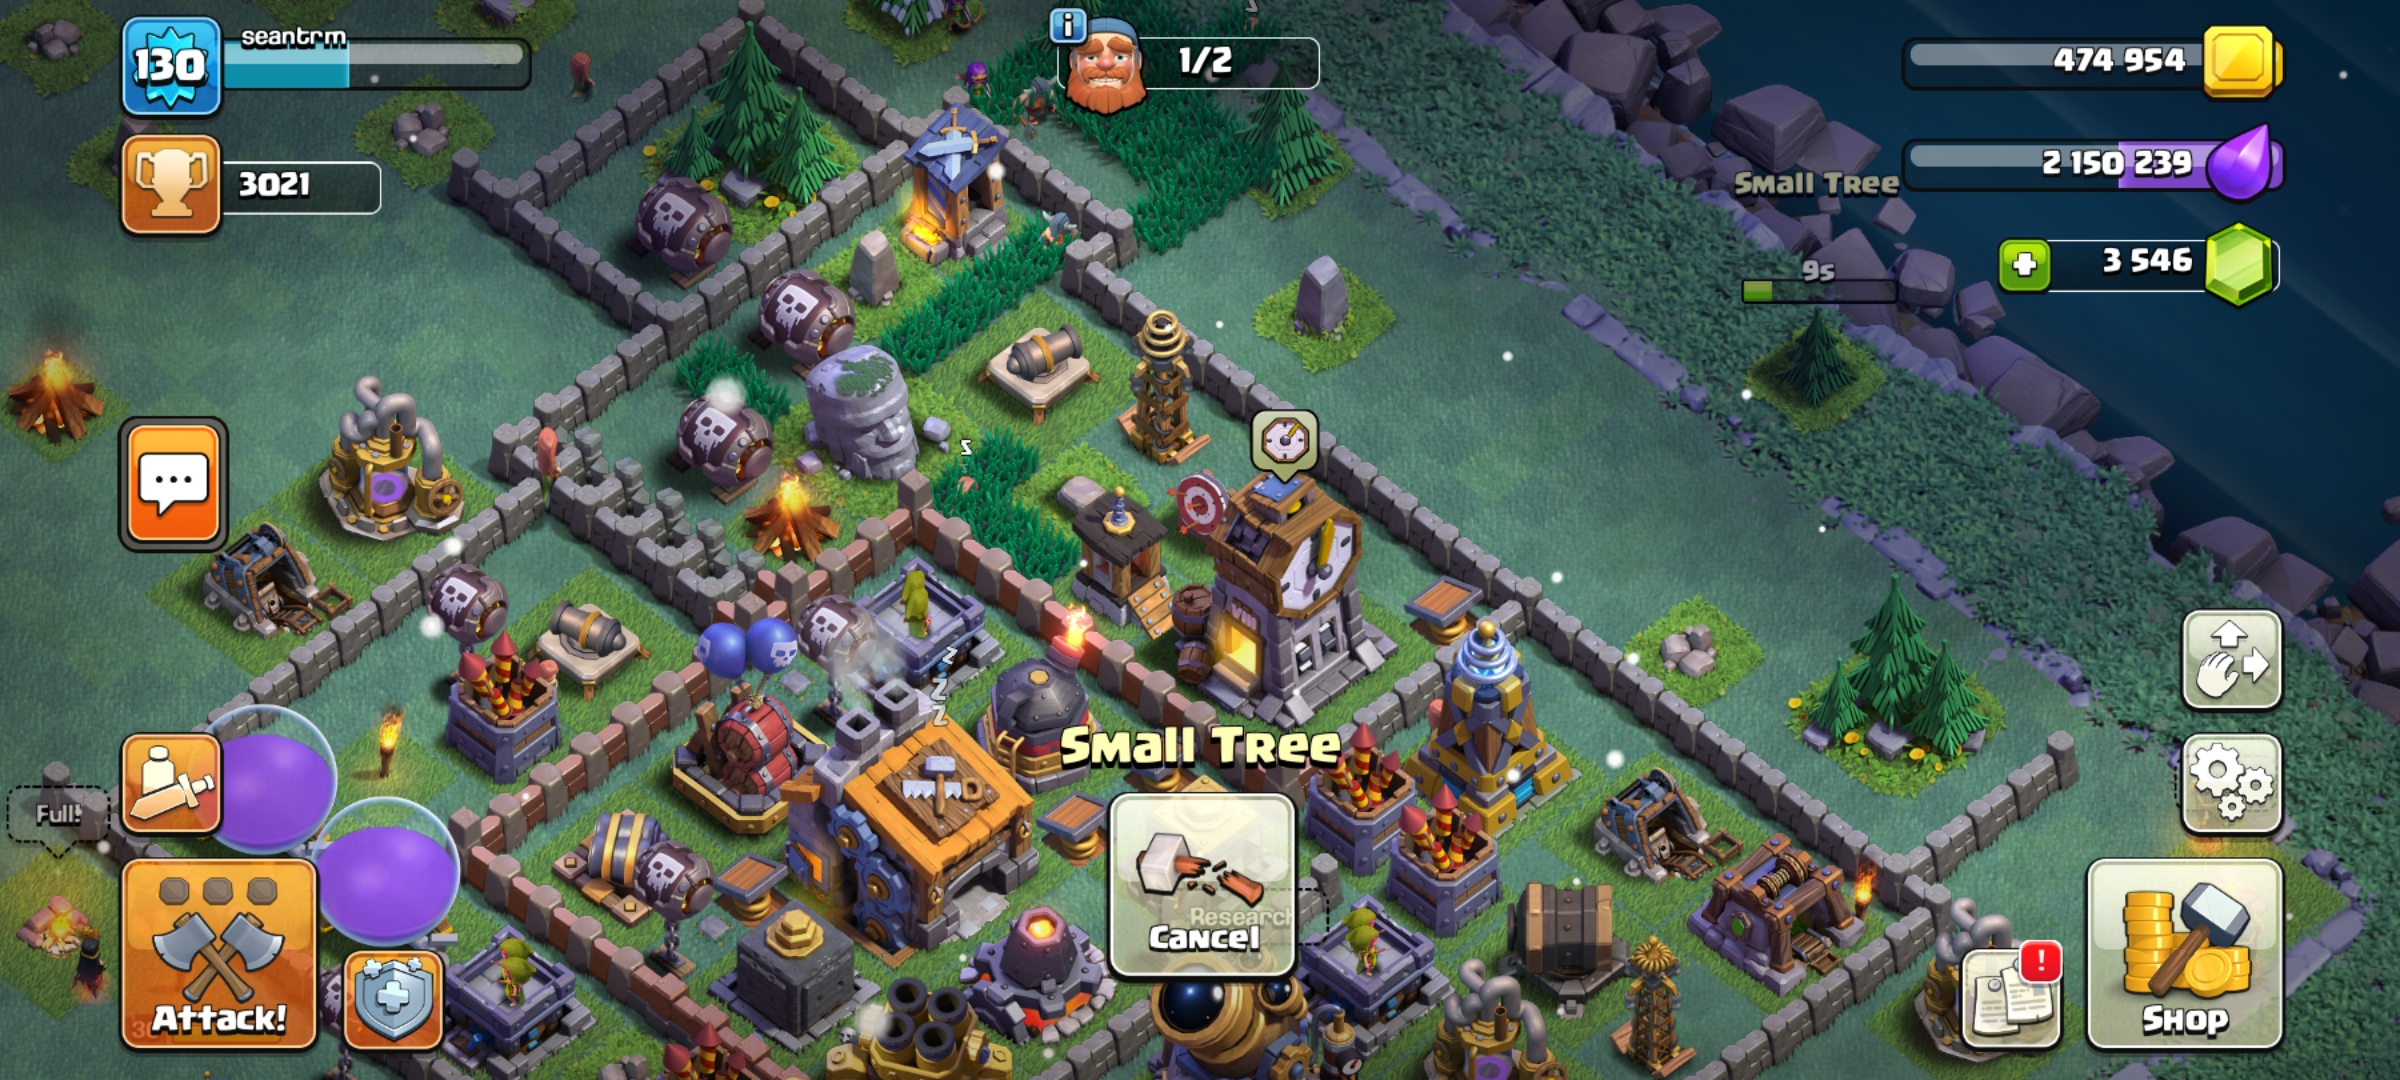 130
seantrm
1/2
474 954
3021
2 150 239
Small Tree
3 546
9s
Small Tree
Full!
Research
Cancel
Attack!
!
Shop